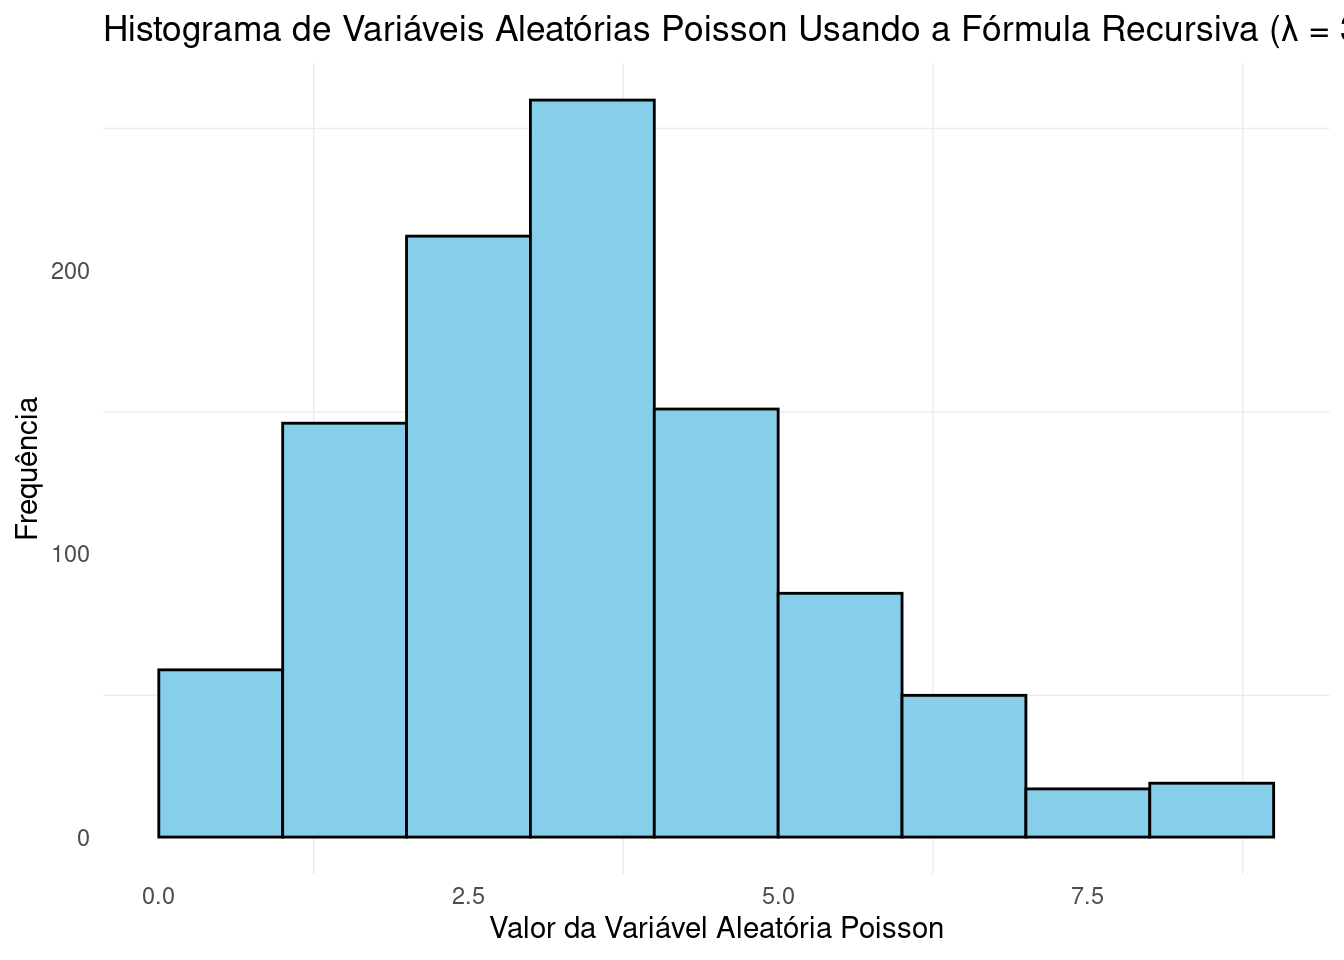 Histograma de Variáveis Aleatórias Poisson Usando a Fórmula Recursiva (λ =
Frequência
200
100
0
0.0 2.5 5.0 7.5
Valor da Variável Aleatória Poisson